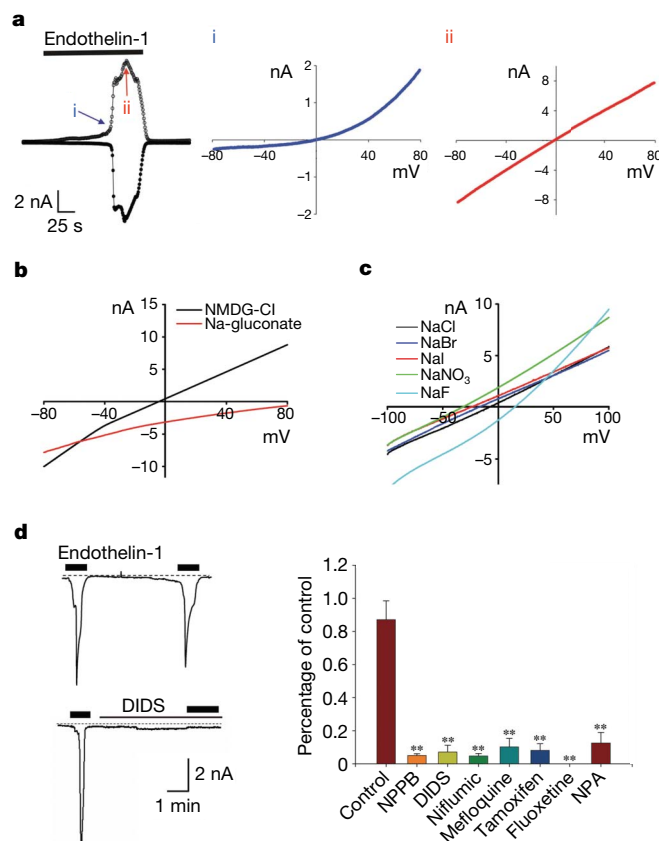 a
Endothelin-1
i
ii
2 nA
25 s
i
nA
2
1
-80
-40
0
40
80
mV
-1
-2
ii
nA
8
4
-80
-40
0
40
80
mV
-4
-8
b
nA
15
10
5
NMDG-Cl
Na-gluconate
-80
-40
0
40
80
mV
-5
-10
c
nA
10
5
NaCl
NaBr
NaI
NaNO3
NaF
-100
-50
0
50
100
mV
-5
d
Endothelin-1
DIDS
2 nA
1 min
Percentage of control
1.2
1.0
0.8
0.6
0.4
0.2
0
** ** ** ** ** ** **
Control
NPPB
DIDS
Niflumic
Mefloquine
Tamoxifen
Fluoxetine
NPA